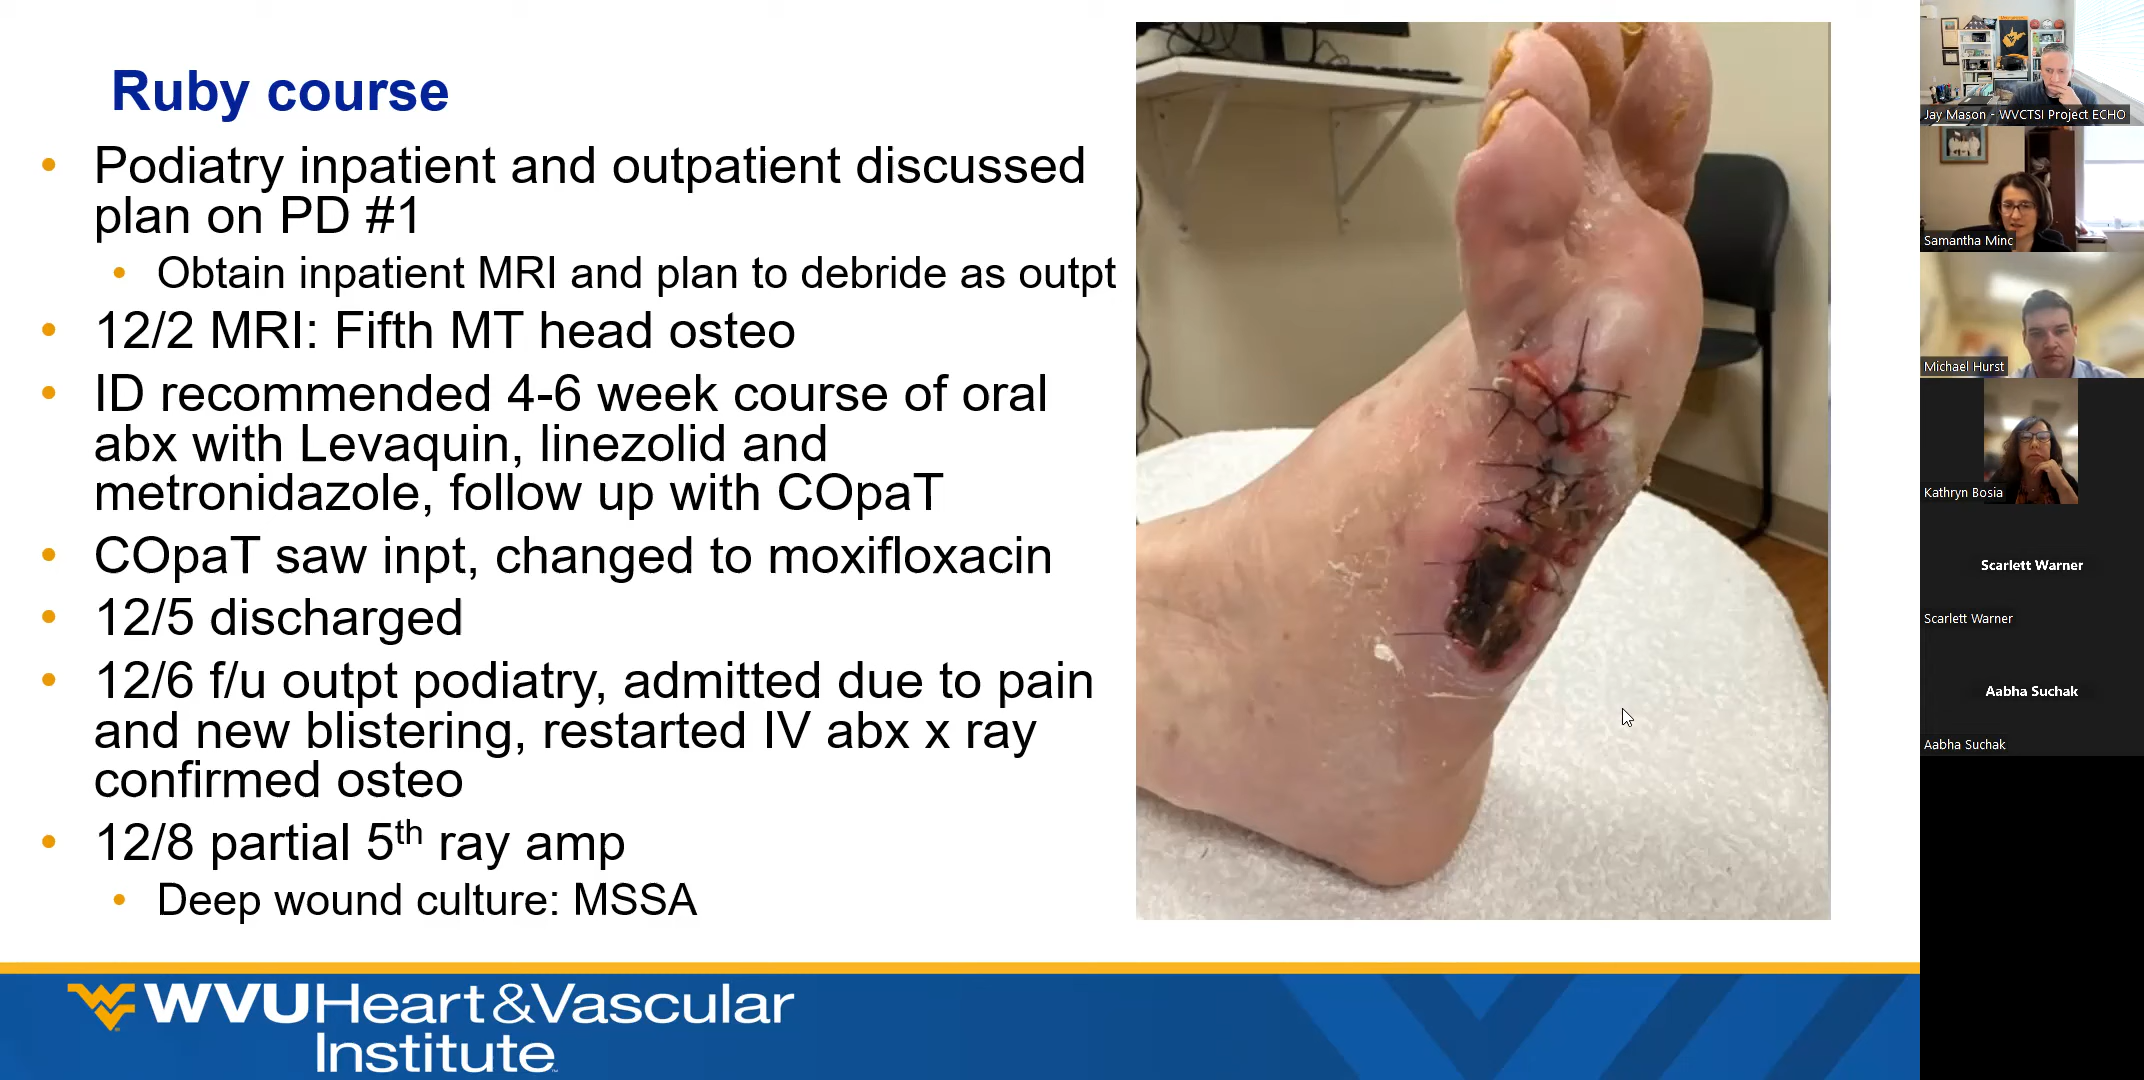 Ruby course
• Podiatry inpatient and outpatient discussed
plan on PD #1
• Obtain inpatient MRI and plan to debride as outpt
• 12/2 MRI: Fifth MT head osteo
• ID recommended 4-6 week course of oral
abx with Levaquin, linezolid and
metronidazole, follow up with COpaT
• COpaT saw inpt, changed to moxifloxacin
• 12/5 discharged
• 12/6 f/u outpt podiatry, admitted due to pain
and new blistering, restarted IV abx x ray
confirmed osteo
• 12/8 partial 5th ray amp
• Deep wound culture: MSSA
WVU Heart & Vascular
Institute
Jay Mason - WVCTSI Project ECHO
Samantha Minc
Michael Hurst
Kathryn Bosia
Scarlett Warner
Scarlett Warner
Aabha Suchak
Aabha Suchak